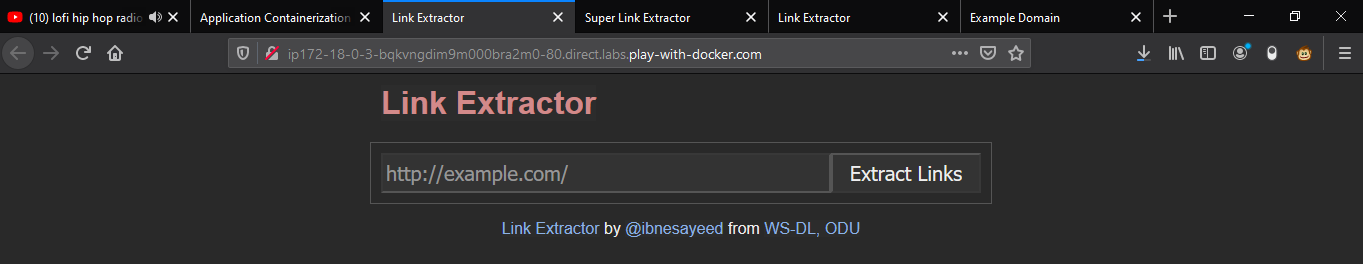 (10) lofi hip hop radio
Application Containerization
Link Extractor
Super Link Extractor
Link Extractor
Example Domain
ip172-18-0-3-bqkvngdim9m000bra2m0-80.direct.labs.play-with-docker.com
Link Extractor
http://example.com/
Extract Links
Link Extractor by @ibnesayeed from WS-DL, ODU